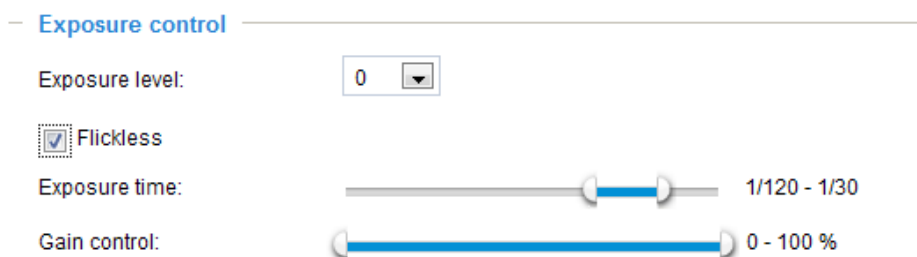 Exposure control
Exposure level: 0
Flickless
Exposure time: 1/120 - 1/30
Gain control: 0 - 100 %